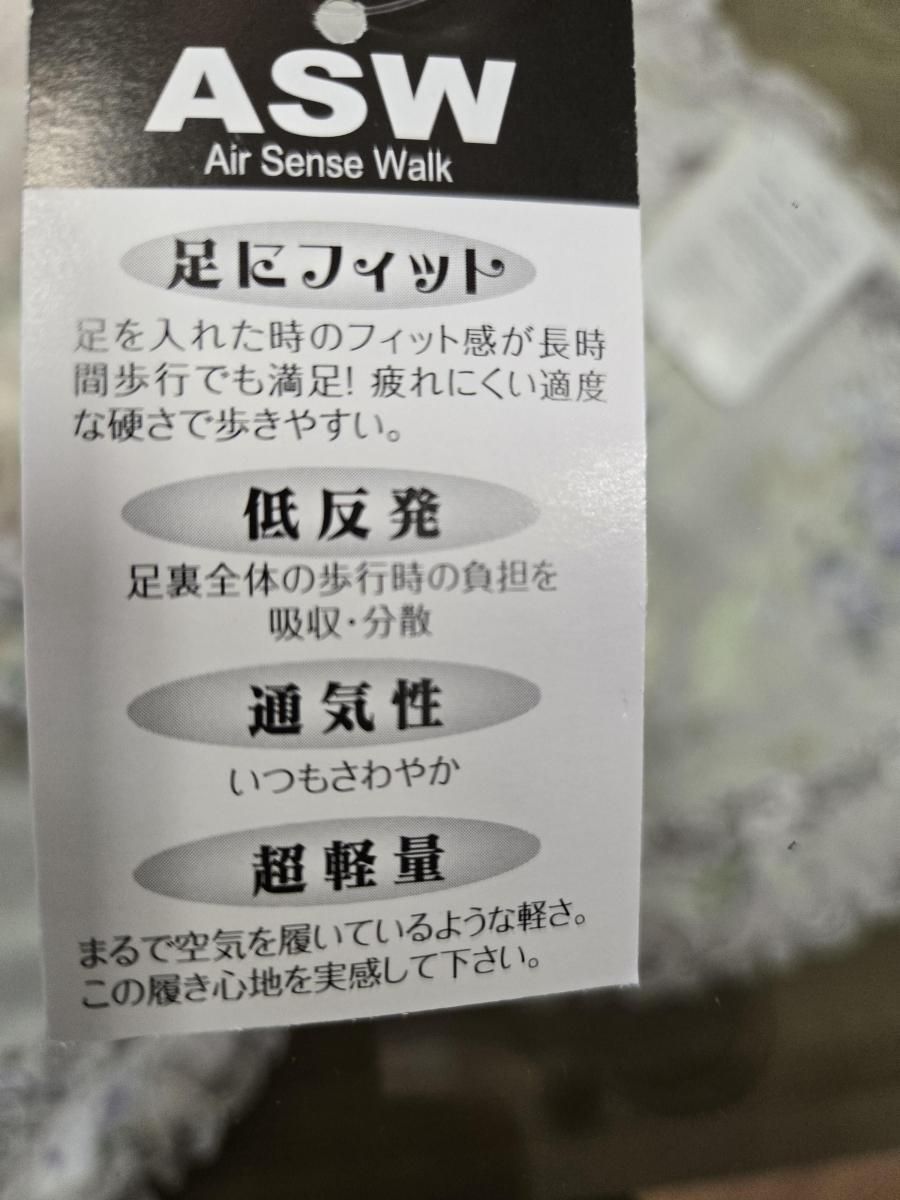 ASW
Air Sense Walk
足にフィット
足を入れた時のフィット感が長時
間歩行でも満足! 疲れにくい適度
な硬さで歩きやすい。
低反発
足裏全体の歩行時の負担を
吸収・分散
通気性
いつもさわやか
超軽量
まるで空気を履いているような軽さ。
この履き心地を実感して下さい。